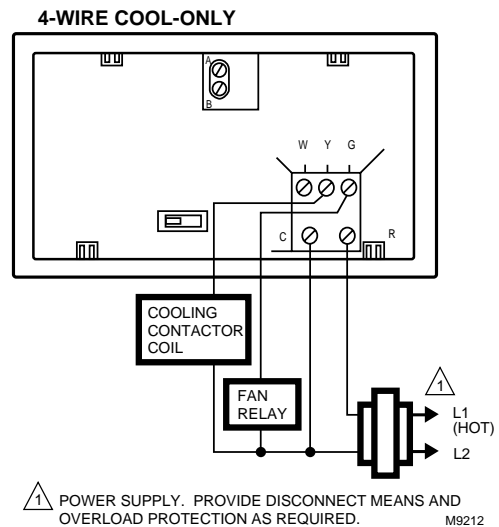 4-WIRE COOL-ONLY
A
B
W Y G
C
R
COOLING
CONTACTOR
COIL
FAN
RELAY
1
L1
(HOT)
L2
1 POWER SUPPLY. PROVIDE DISCONNECT MEANS AND
OVERLOAD PROTECTION AS REQUIRED.
M9212